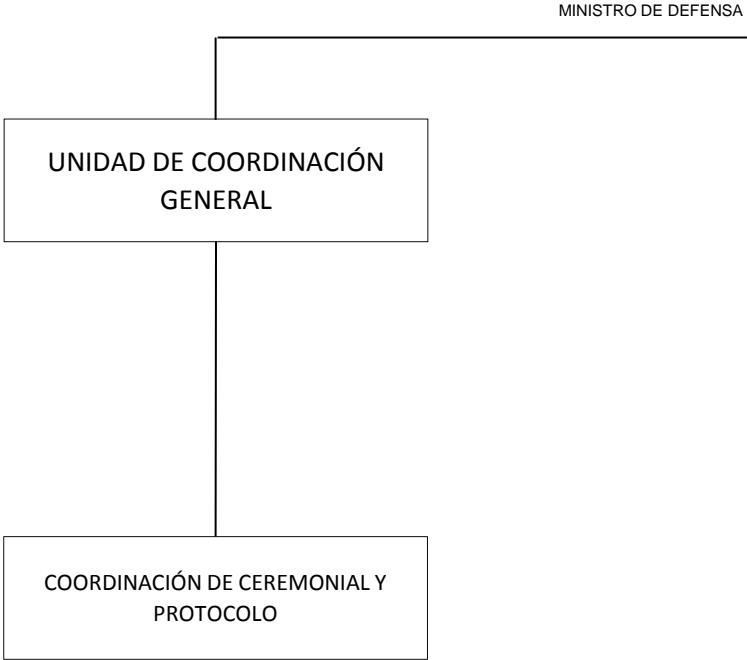 MINISTRO DE DEFENSA
UNIDAD DE COORDINACIÓN
GENERAL
COORDINACIÓN DE CEREMONIAL Y
PROTOCOLO